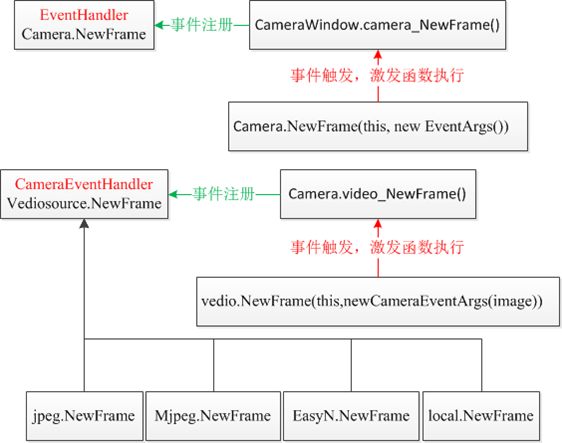 EventHandler
Camera.NewFrame
事件注册
CameraWindow.camera_NewFrame()
事件触发，激发函数执行
Camera.NewFrame(this, new EventArgs())
CameraEventHandler
Vediosource.NewFrame
事件注册
Camera.video_NewFrame()
事件触发，激发函数执行
vedio.NewFrame(this,newCameraEventArgs(image))
jpeg.NewFrame
Mjpeg.NewFrame
EasyN.NewFrame
local.NewFrame